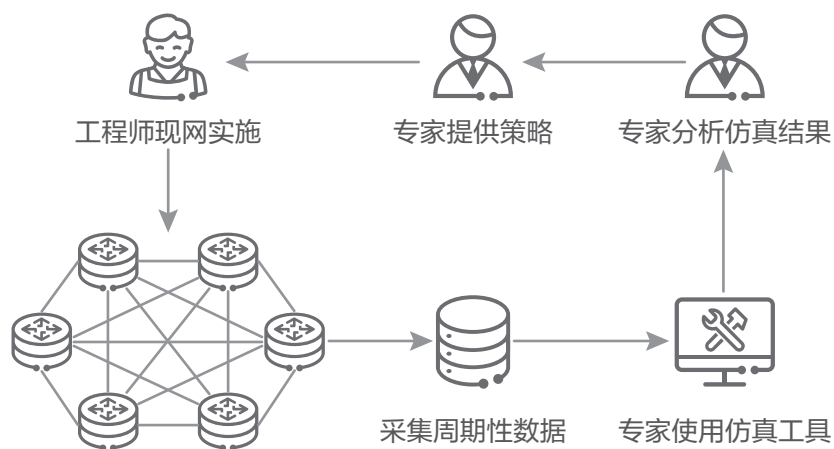 工程师现网实施
专家提供策略
专家分析仿真结果
采集周期性数据
专家使用仿真工具